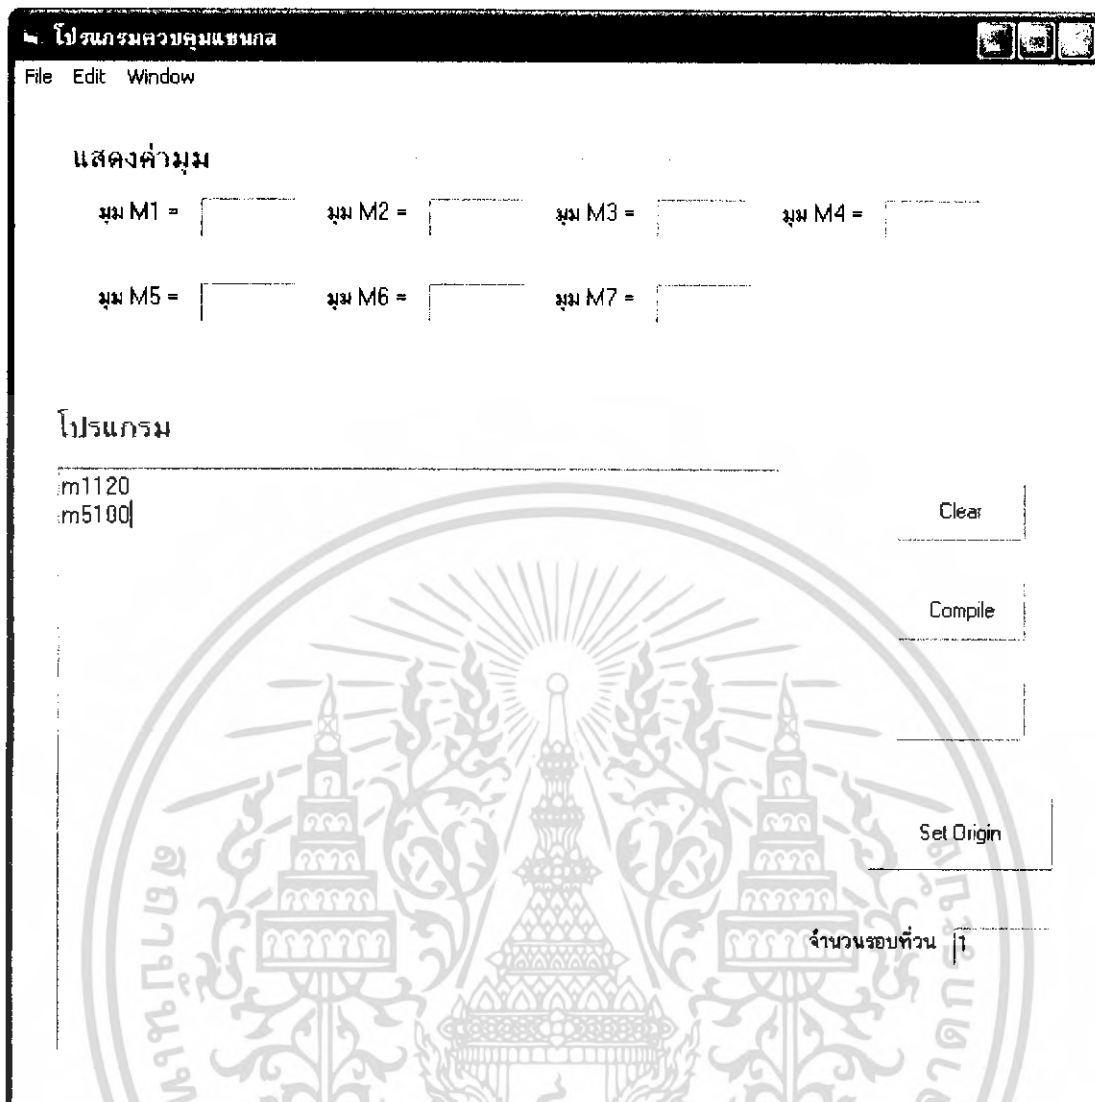 โปรแกรมควบคุมแขนกล
File Edit Window
แสดงค่ามุม
มุม M1 = มุม M2 = มุม M3 = มุม M4 =
มุม M5 = มุม M6 = มุม M7 =
โปรแกรม
m1120
m5100
Clear
Compile
Set Origin
จำนวนรอบที่วน 1